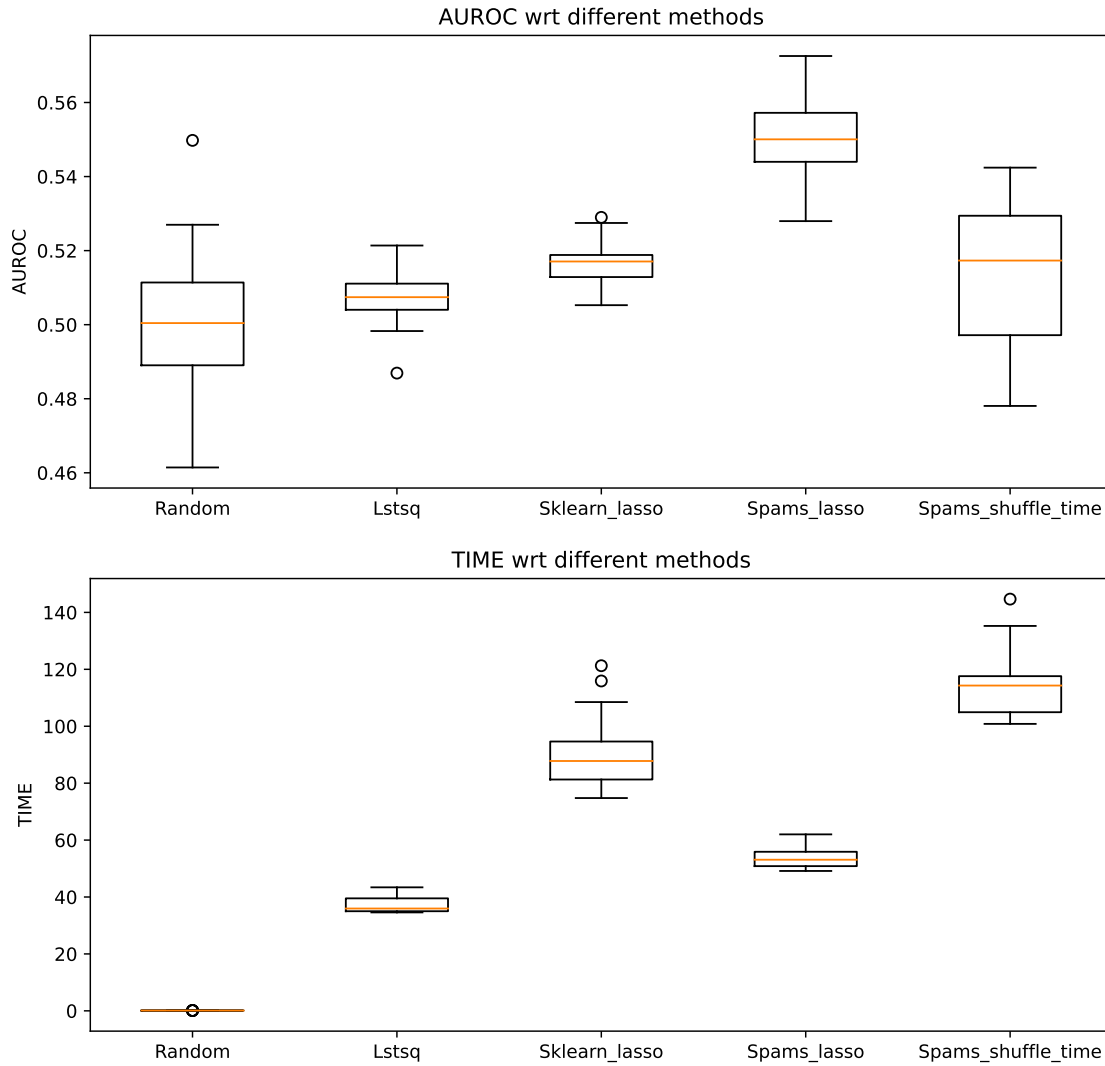 AUROC wrt different methods
AUROC
0.56
0.54
0.52
0.50
0.48
0.46
Random Lstsq Sklearn_lasso Spams_lasso Spams_shuffle_time
TIME wrt different methods
TIME
140
120
100
80
60
40
20
0
Random Lstsq Sklearn_lasso Spams_lasso Spams_shuffle_time